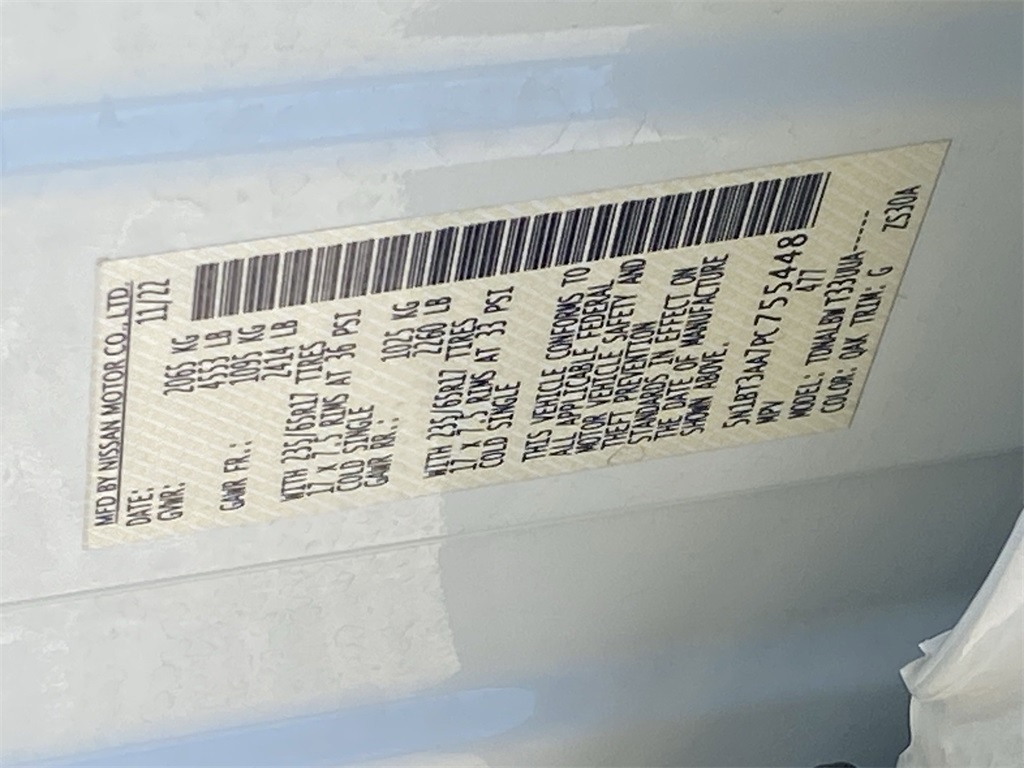 MFD BY NISSAN MOTOR CO., LTD.
DATE: 11/22
GVWR: 2065 KG
4553 LB
GAWR FR.: 1095 KG
2414 LB
WITH 235/65R17 TIRES
17 X 7.5 RIMS AT 36 PSI
COLD SINGLE
GAWR RR.: 1025 KG
2260 LB
WITH 235/65R17 TIRES
17 X 7.5 RIMS AT 33 PSI
COLD SINGLE
THIS VEHICLE CONFORMS TO
ALL APPLICABLE FEDERAL
MOTOR VEHICLE SAFETY AND
THEFT PREVENTION
STANDARDS IN EFFECT ON
THE DATE OF MANUFACTURE
SHOWN ABOVE.
5N1BT3AA7PC755448
MPV 477
MODEL: TDMALBW T33UUA-----
COLOR: QAK TRIM: G ZS30A